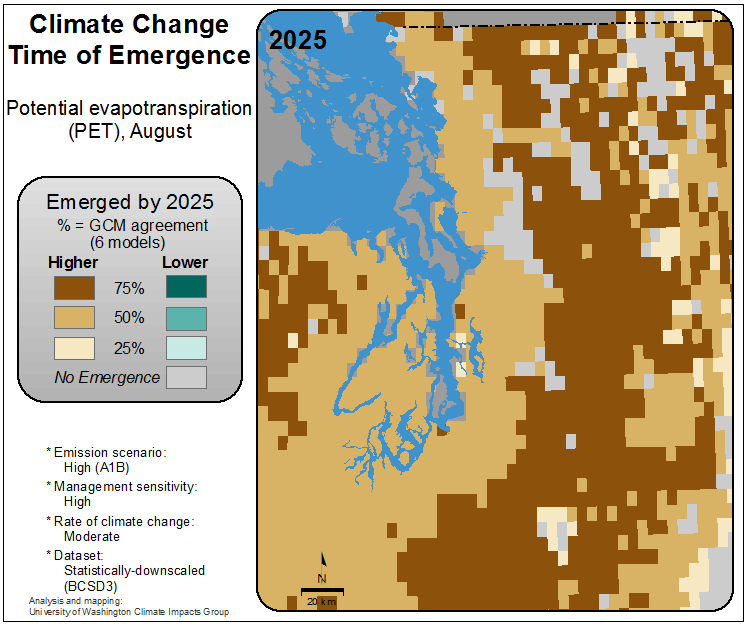 Climate Change
Time of Emergence
Potential evapotranspiration
(PET), August
Emerged by 2025
% = GCM agreement
(6 models)
Higher Lower
75%
50%
25%
No Emergence
* Emission scenario:
High (A1B)
* Management sensitivity:
High
* Rate of climate change:
Moderate
* Dataset:
Statistically-downscaled
(BCSD3)
Analysis and mapping:
University of Washington Climate Impacts Group
2025
N
20 km